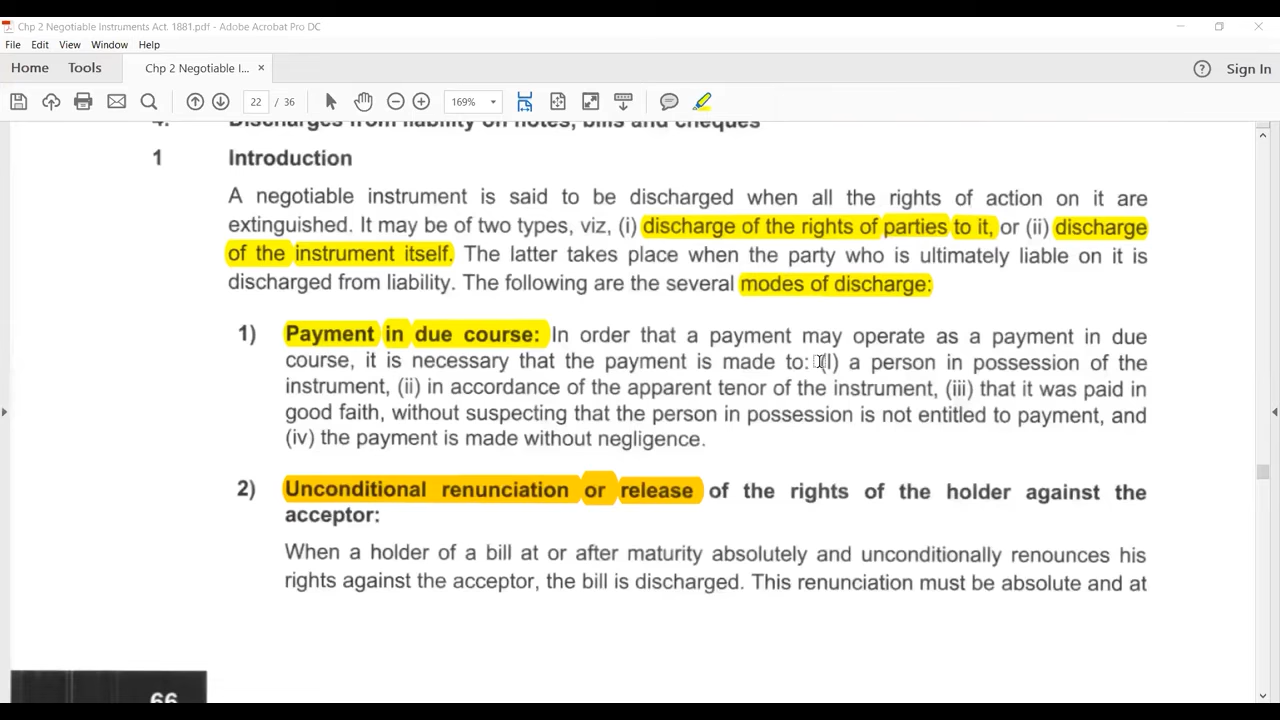 Chp 2 Negotiable Instruments Act. 1881.pdf - Adobe Acrobat Pro DC
File Edit View Window Help
Home Tools Chp 2 Negotiable I... × ? Sign In
22 / 36 169%
4. Discharges from liability on notes, bills and cheques
1 Introduction
A negotiable instrument is said to be discharged when all the rights of action on it are
extinguished. It may be of two types, viz, (i) discharge of the rights of parties to it, or (ii) discharge
of the instrument itself. The latter takes place when the party who is ultimately liable on it is
discharged from liability. The following are the several modes of discharge:
1) Payment in due course: In order that a payment may operate as a payment in due
course, it is necessary that the payment is made to: (I) a person in possession of the
instrument, (ii) in accordance of the apparent tenor of the instrument, (iii) that it was paid in
good faith, without suspecting that the person in possession is not entitled to payment, and
(iv) the payment is made without negligence.
2) Unconditional renunciation or release of the rights of the holder against the
acceptor:
When a holder of a bill at or after maturity absolutely and unconditionally renounces his
rights against the acceptor, the bill is discharged. This renunciation must be absolute and at
66